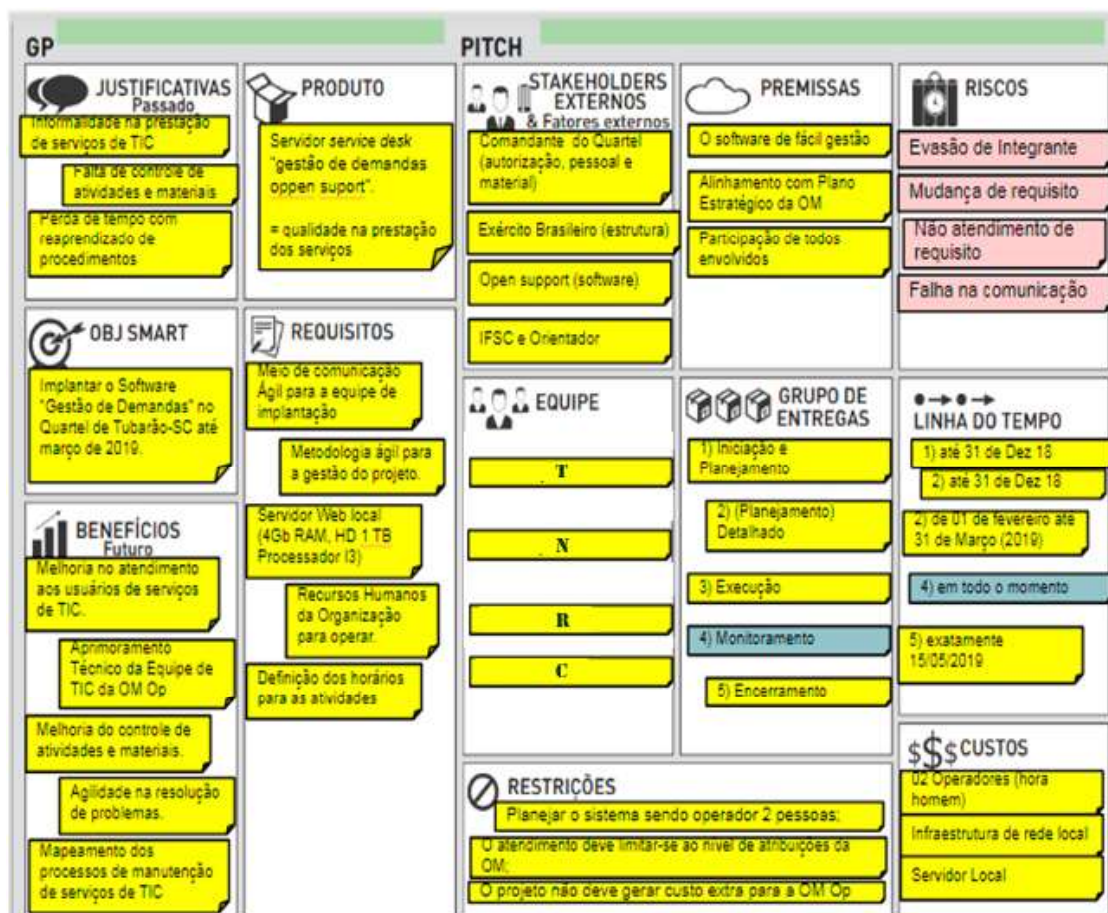 GP
PITCH
JUSTIFICATIVAS
Passado
Informalidade na prestação
de serviços de TIC
Falta de controle de
atividades e materiais
Perda de tempo com
reaprendizado de
procedimentos
PRODUTO
Servidor service desk
"gestão de demandas
oppen suport".
= qualidade na prestação
dos serviços
STAKEHOLDERS
EXTERNOS
& Fatores externos
Comandante do Quartel
(autorização, pessoal e
material)
Exército Brasileiro (estrutura)
Open support (software)
IFSC e Orientador
PREMISSAS
O software de fácil gestão
Alinhamento com Plano
Estratégico da OM
Participação de todos
envolvidos
RISCOS
Evasão de Integrante
Mudança de requisito
Não atendimento de
requisito
Falha na comunicação
OBJ SMART
Implantar o Software
"Gestão de Demandas" no
Quartel de Tubarão-SC até
março de 2019.
REQUISITOS
Meio de comunicação
Ágil para a equipe de
implantação
Metodologia ágil para
a gestão do projeto.
Servidor Web local
(4Gb RAM, HD 1 TB
Processador I3)
Recursos Humanos
da Organização
para operar.
Definição dos horários
para as atividades
EQUIPE
T
N
R
C
GRUPO DE
ENTREGAS
1) Iniciação e
Planejamento
2) (Planejamento)
Detalhado
3) Execução
4) Monitoramento
5) Encerramento
LINHA DO TEMPO
1) até 31 de Dez 18
2) até 31 de Dez 18
2) de 01 de fevereiro até
31 de Março (2019)
4) em todo o momento
5) exatamente
15/05/2019
BENEFÍCIOS
Futuro
Melhoria no atendimento
aos usuários de serviços
de TIC.
Aprimoramento
Técnico da Equipe de
TIC da OM Op
Melhoria do controle de
atividades e materiais.
Agilidade na resolução
de problemas.
Mapeamento dos
processos de manutenção
de serviços de TIC
RESTRIÇÕES
Planejar o sistema sendo operador 2 pessoas;
O atendimento deve limitar-se ao nível de atribuições da
OM;
O projeto não deve gerar custo extra para a OM Op
$$$ CUSTOS
02 Operadores (hora
homem)
Infraestrutura de rede local
Servidor Local